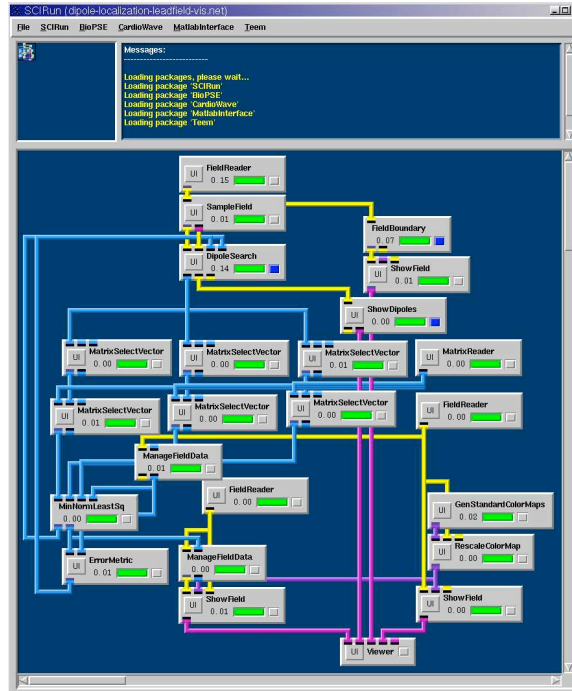 SCIRun (dipole-localization-leadfield-vis.net)
File SCIRun BioPSE CardioWave MatlabInterface Teem
Messages:
--------------------------
Loading packages, please wait...
Loading package 'SCIRun'
Loading package 'BioPSE'
Loading package 'CardioWave'
Loading package 'MatlabInterface'
Loading package 'Teem'
UI FieldReader
0.15
UI SampleField
0.01
UI FieldBoundary
0.07
UI DipoleSearch
0.14
UI ShowField
0.01
UI ShowDipoles
0.00
UI MatrixSelectVector
0.00
UI MatrixSelectVector
0.00
UI MatrixSelectVector
0.01
UI MatrixReader
0.00
UI MatrixSelectVector
0.01
UI MatrixSelectVector
0.00
UI MatrixSelectVector
0.00
UI FieldReader
0.00
ManageFieldData
0.01
UI FieldReader
0.00
MinNormLeastSq
0.00
UI GenStandardColorMaps
0.02
UI RescaleColorMap
0.00
UI ErrorMetric
0.01
ManageFieldData
0.00
UI ShowField
0.01
UI ShowField
0.00
UI Viewer